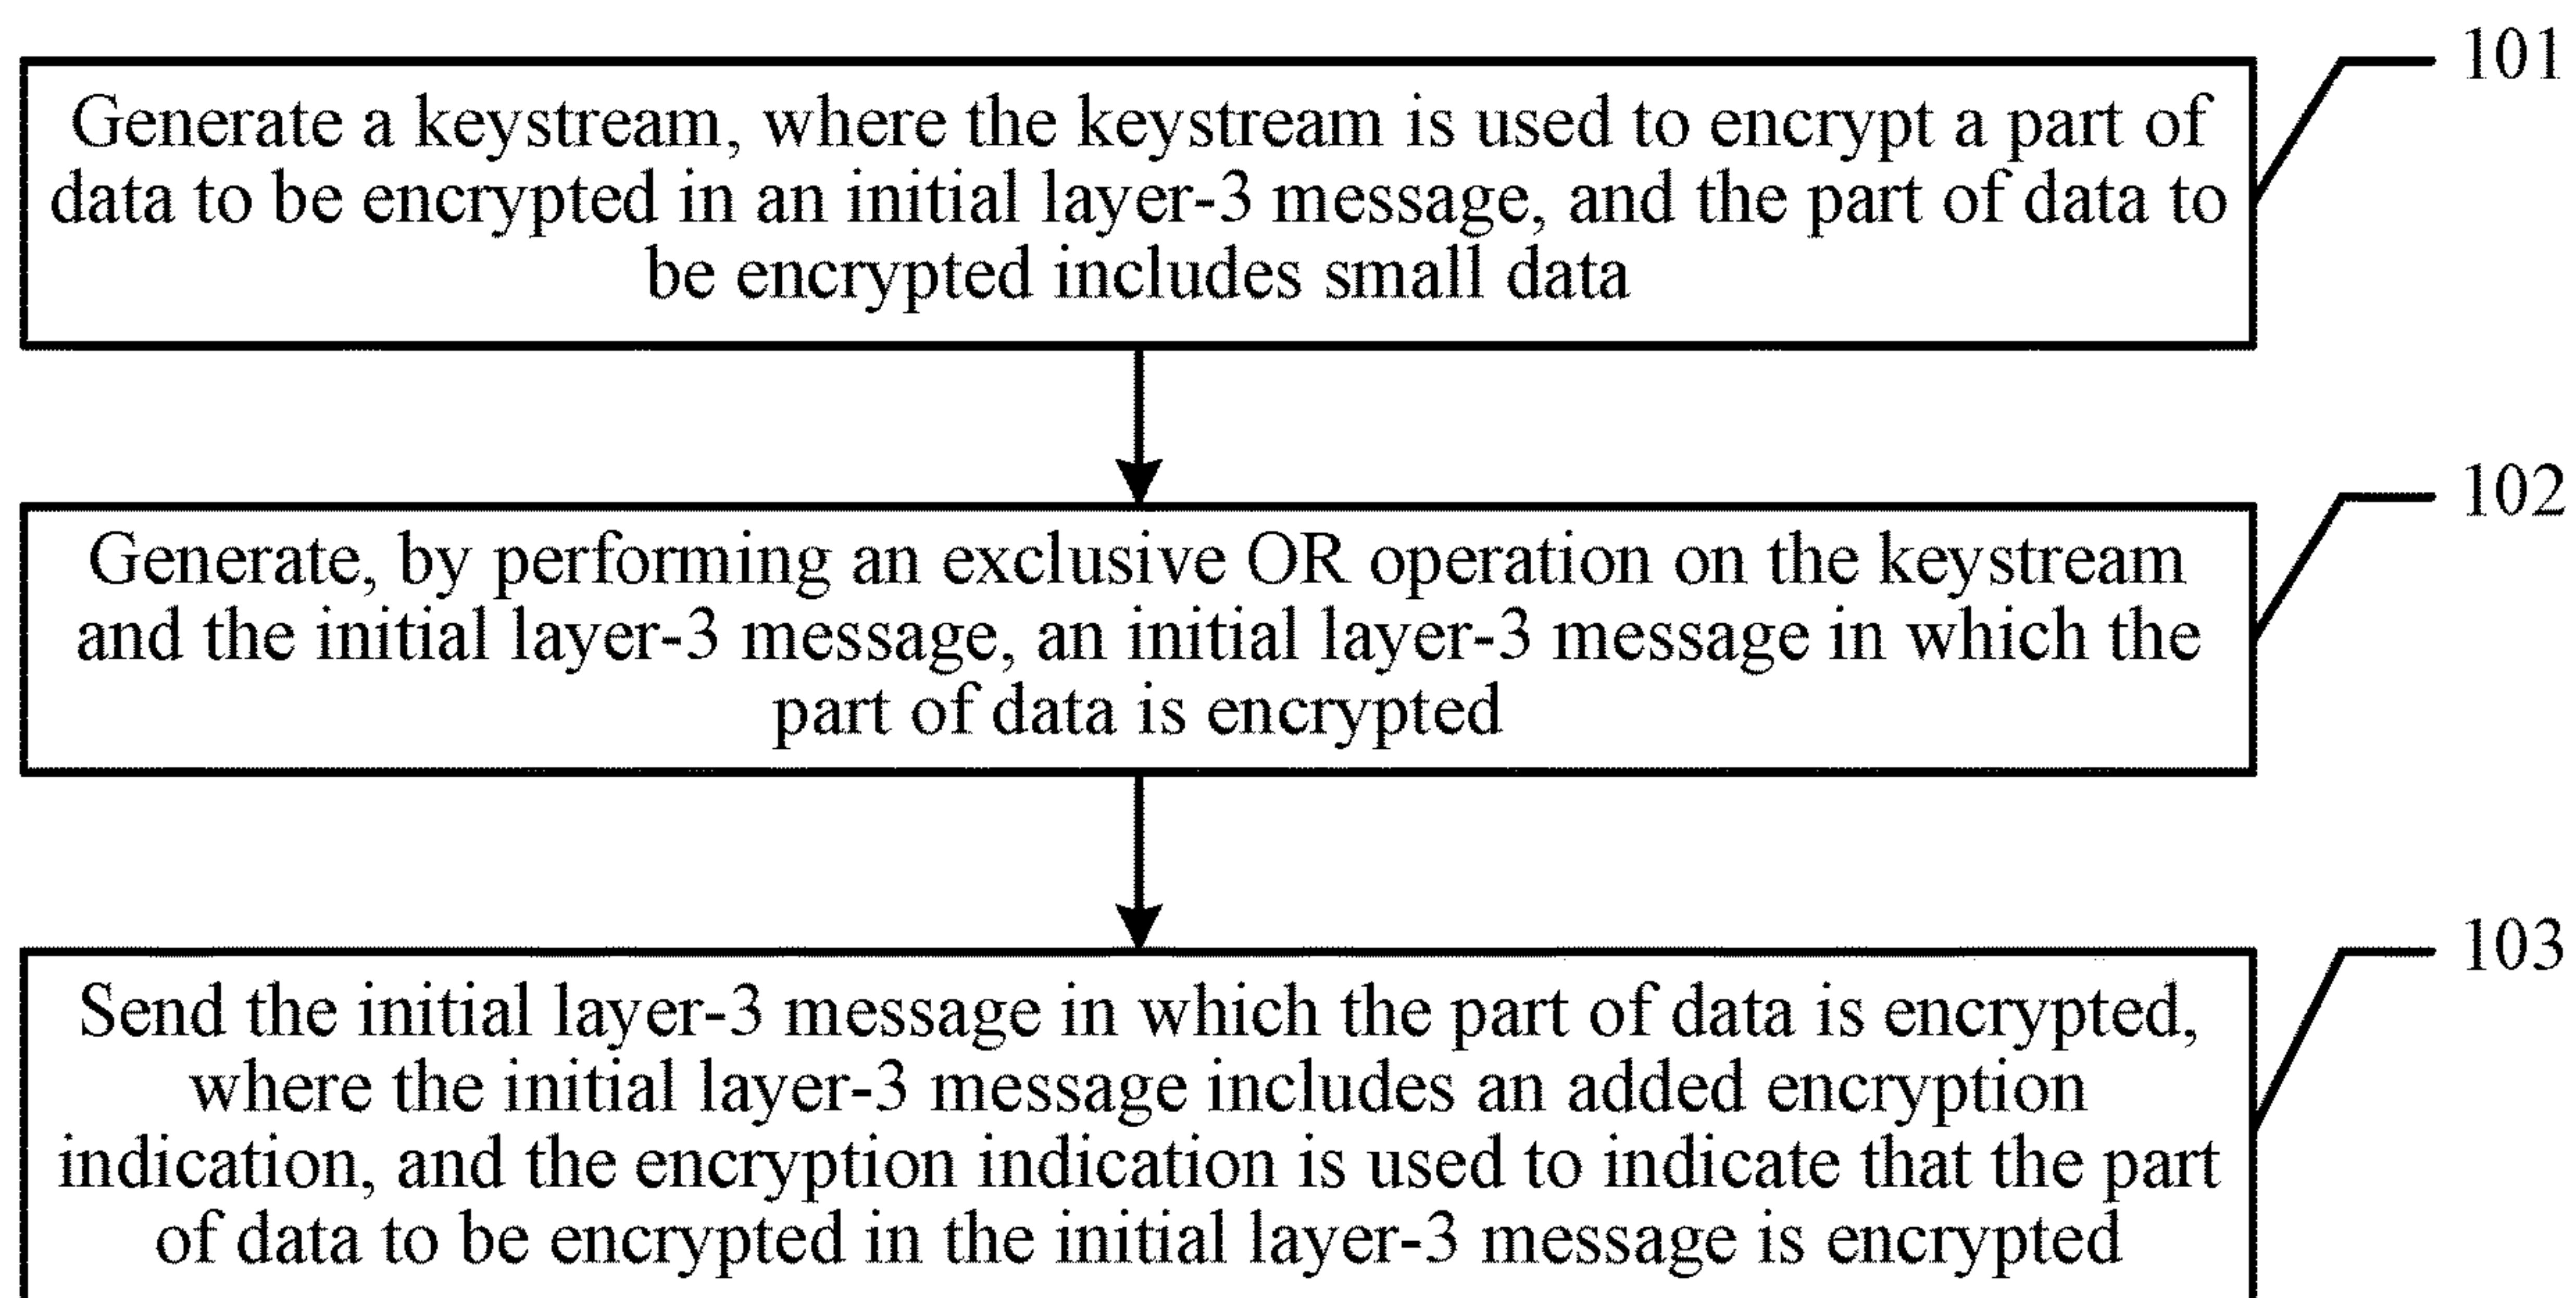 101
Generate a keystream, where the keystream is used to encrypt a part of
data to be encrypted in an initial layer-3 message, and the part of data to
be encrypted includes small data
102
Generate, by performing an exclusive OR operation on the keystream
and the initial layer-3 message, an initial layer-3 message in which the
part of data is encrypted
103
Send the initial layer-3 message in which the part of data is encrypted,
where the initial layer-3 message includes an added encryption
indication, and the encryption indication is used to indicate that the part
of data to be encrypted in the initial layer-3 message is encrypted